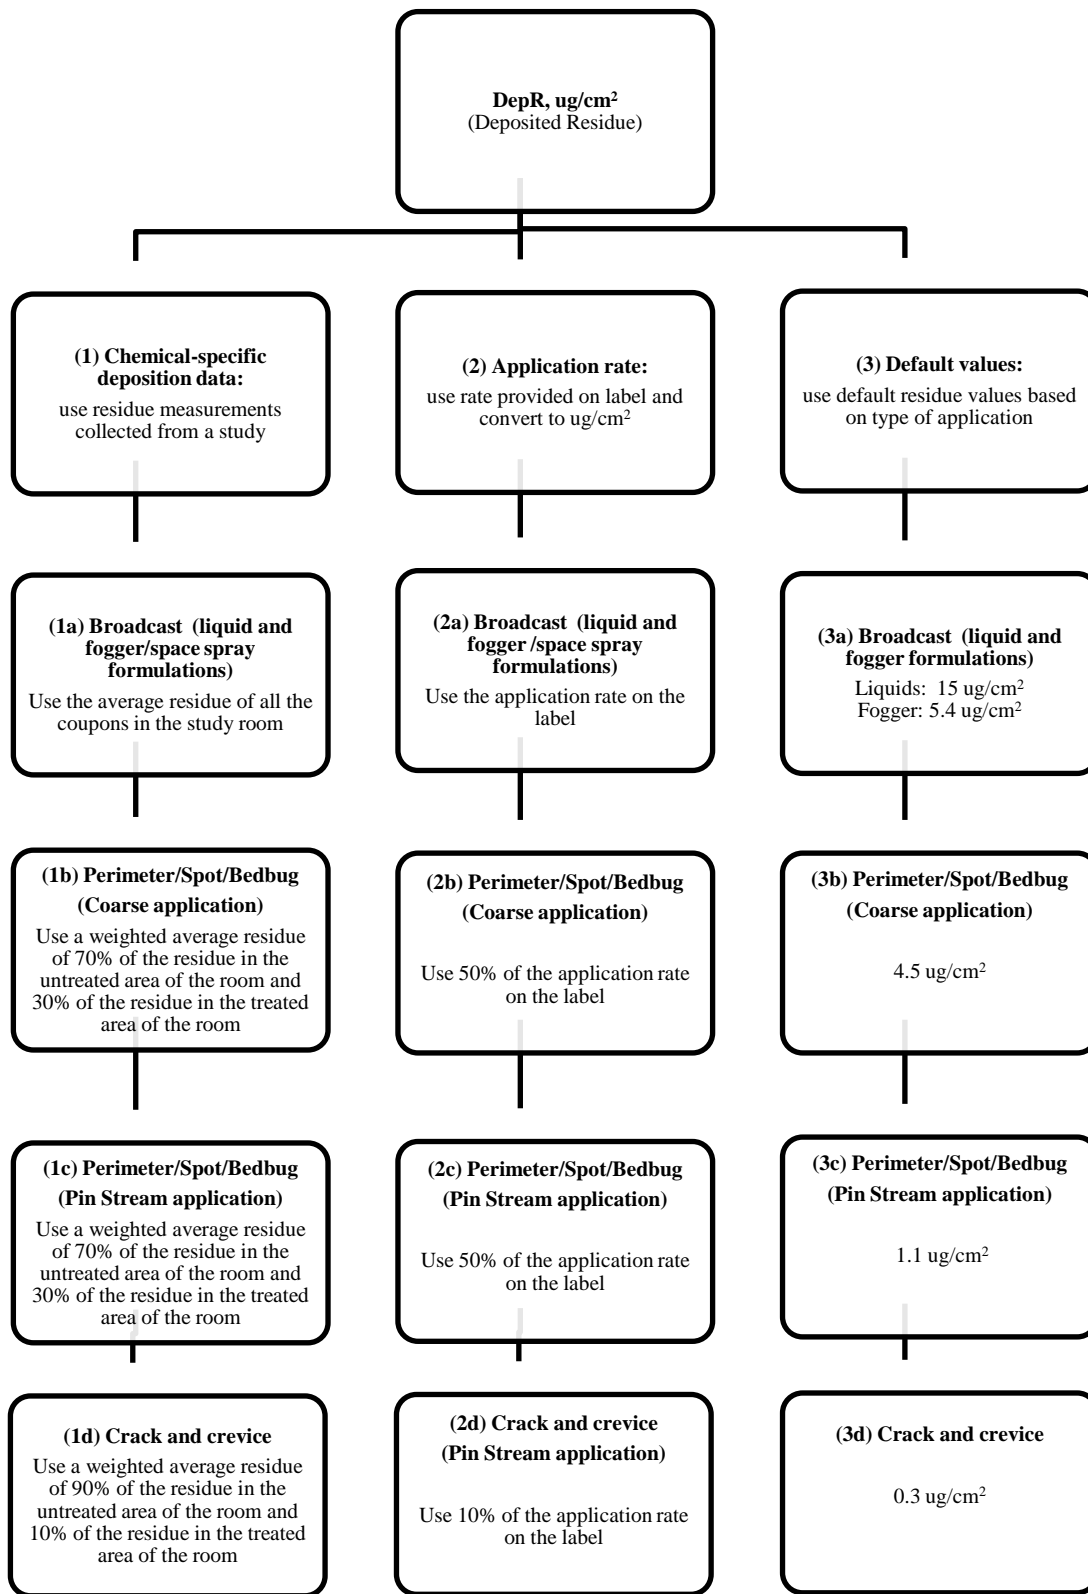 DepR, ug/cm²
(Deposited Residue)
(1) Chemical-specific
deposition data:
use residue measurements
collected from a study
(2) Application rate:
use rate provided on label and
convert to ug/cm²
(3) Default values:
use default residue values based
on type of application
(1a) Broadcast (liquid and
fogger/space spray
formulations)
Use the average residue of all the
coupons in the study room
(2a) Broadcast (liquid and
fogger /space spray
formulations)
Use the application rate on the
label
(3a) Broadcast (liquid and
fogger formulations)
Liquids: 15 ug/cm²
Fogger: 5.4 ug/cm²
(1b) Perimeter/Spot/Bedbug
(Coarse application)
Use a weighted average residue
of 70% of the residue in the
untreated area of the room and
30% of the residue in the treated
area of the room
(2b) Perimeter/Spot/Bedbug
(Coarse application)
Use 50% of the application rate
on the label
(3b) Perimeter/Spot/Bedbug
(Coarse application)
4.5 ug/cm²
(1c) Perimeter/Spot/Bedbug
(Pin Stream application)
Use a weighted average residue
of 70% of the residue in the
untreated area of the room and
30% of the residue in the treated
area of the room
(2c) Perimeter/Spot/Bedbug
(Pin Stream application)
Use 50% of the application rate
on the label
(3c) Perimeter/Spot/Bedbug
(Pin Stream application)
1.1 ug/cm²
(1d) Crack and crevice
Use a weighted average residue
of 90% of the residue in the
untreated area of the room and
10% of the residue in the treated
area of the room
(2d) Crack and crevice
(Pin Stream application)
Use 10% of the application rate
on the label
(3d) Crack and crevice
0.3 ug/cm²